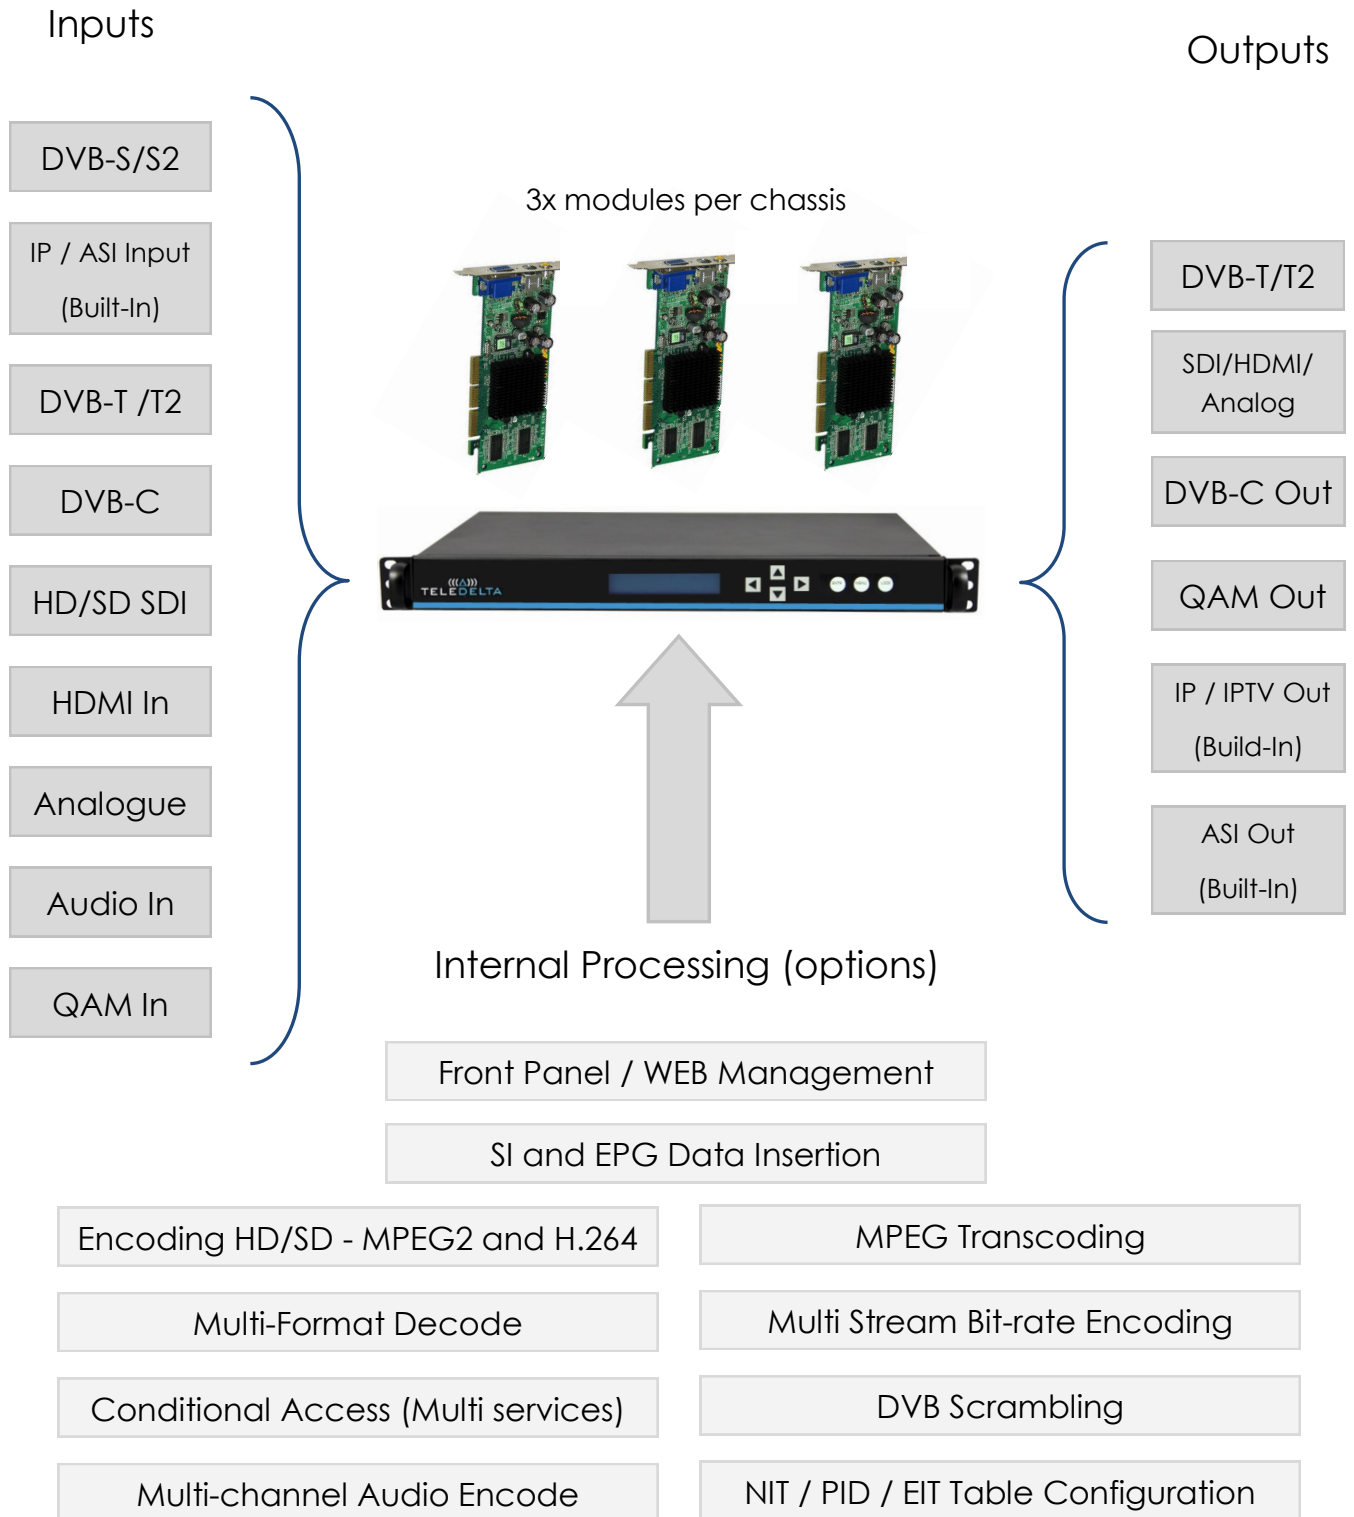 Inputs
Outputs
DVB-S/S2
IP / ASI Input
(Built-In)
DVB-T /T2
DVB-C
HD/SD SDI
HDMI In
Analogue
Audio In
QAM In
3x modules per chassis
TELEDELTA
DVB-T/T2
SDI/HDMI/
Analog
DVB-C Out
QAM Out
IP / IPTV Out
(Build-In)
ASI Out
(Built-In)
Internal Processing (options)
Front Panel / WEB Management
SI and EPG Data Insertion
Encoding HD/SD - MPEG2 and H.264
MPEG Transcoding
Multi-Format Decode
Multi Stream Bit-rate Encoding
Conditional Access (Multi services)
DVB Scrambling
Multi-channel Audio Encode
NIT / PID / EIT Table Configuration